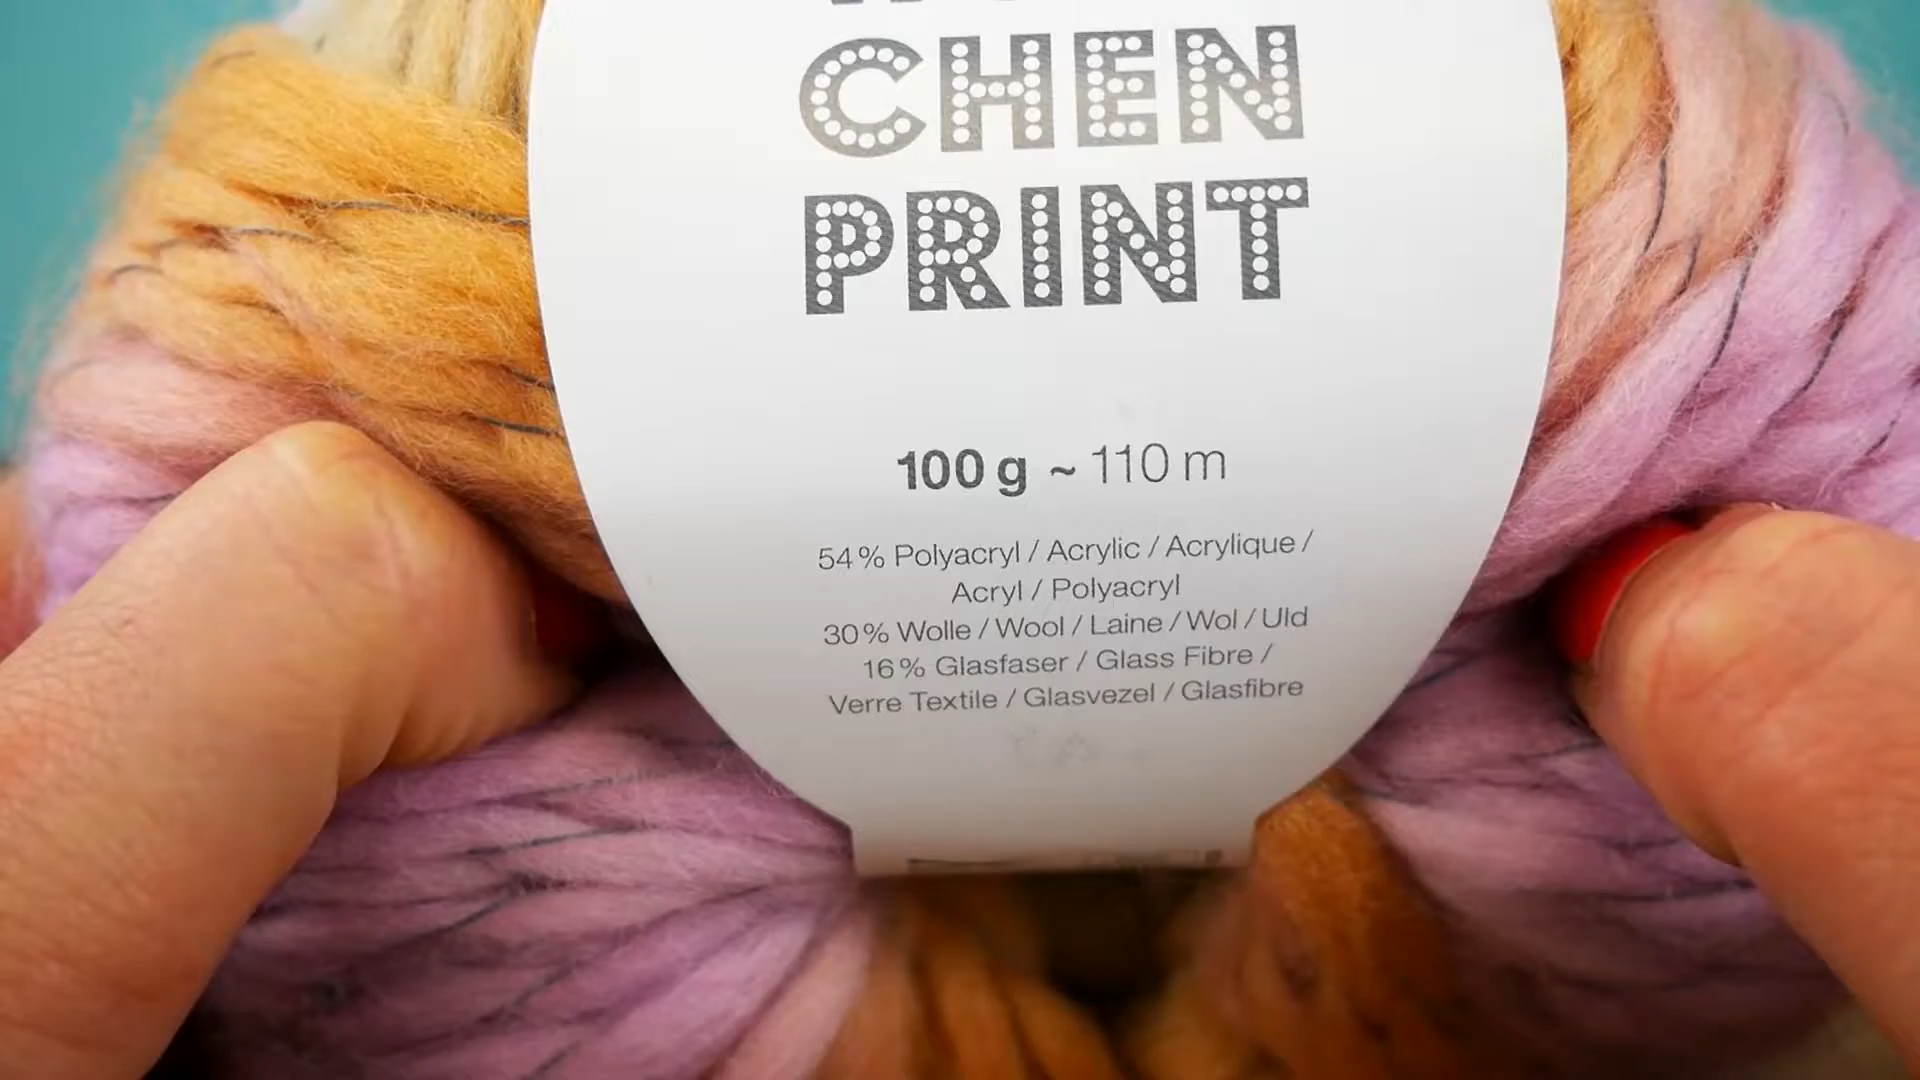 CHEN
PRINT
100 g ~ 110 m
54 % Polyacryl / Acrylic / Acrylique /
Acryl / Polyacryl
30 % Wolle / Wool / Laine / Wol / Uld
16 % Glasfaser / Glass Fibre /
Verre Textile / Glasvezel / Glasfibre